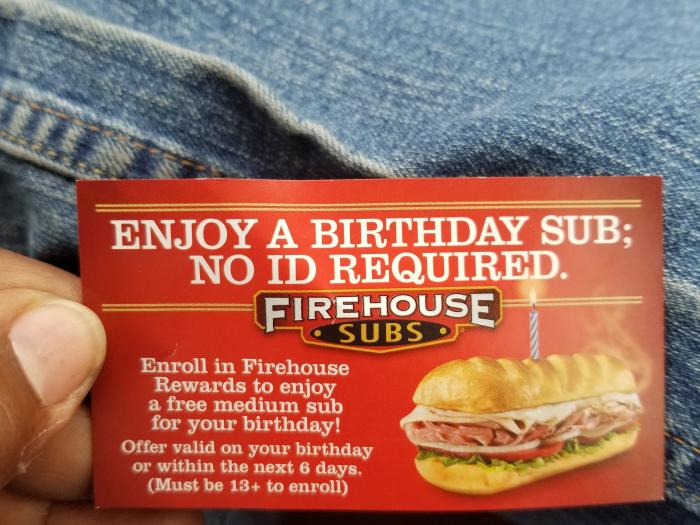 ENJOY A BIRTHDAY SUB;
NO ID REQUIRED.
FIREHOUSE
SUBS
Enroll in Firehouse
Rewards to enjoy
a free medium sub
for your birthday!
Offer valid on your birthday
or within the next 6 days.
(Must be 13+ to enroll)